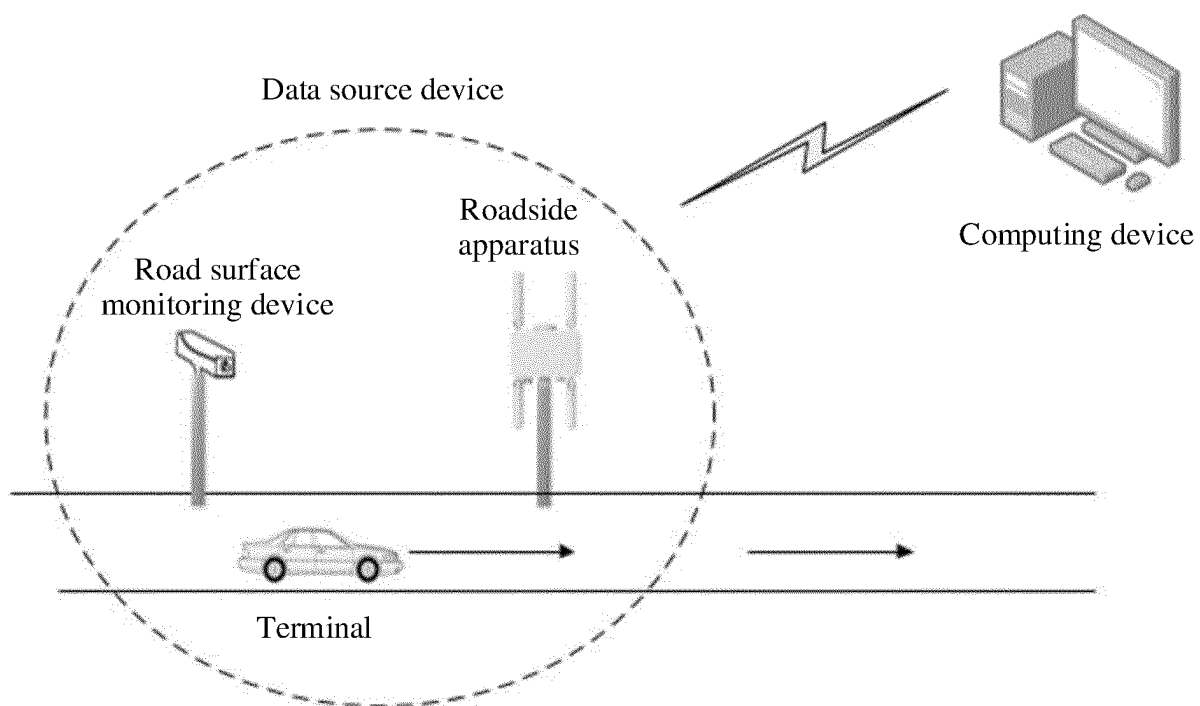 Data source device
Roadside
apparatus
Computing device
Road surface
monitoring device
Terminal